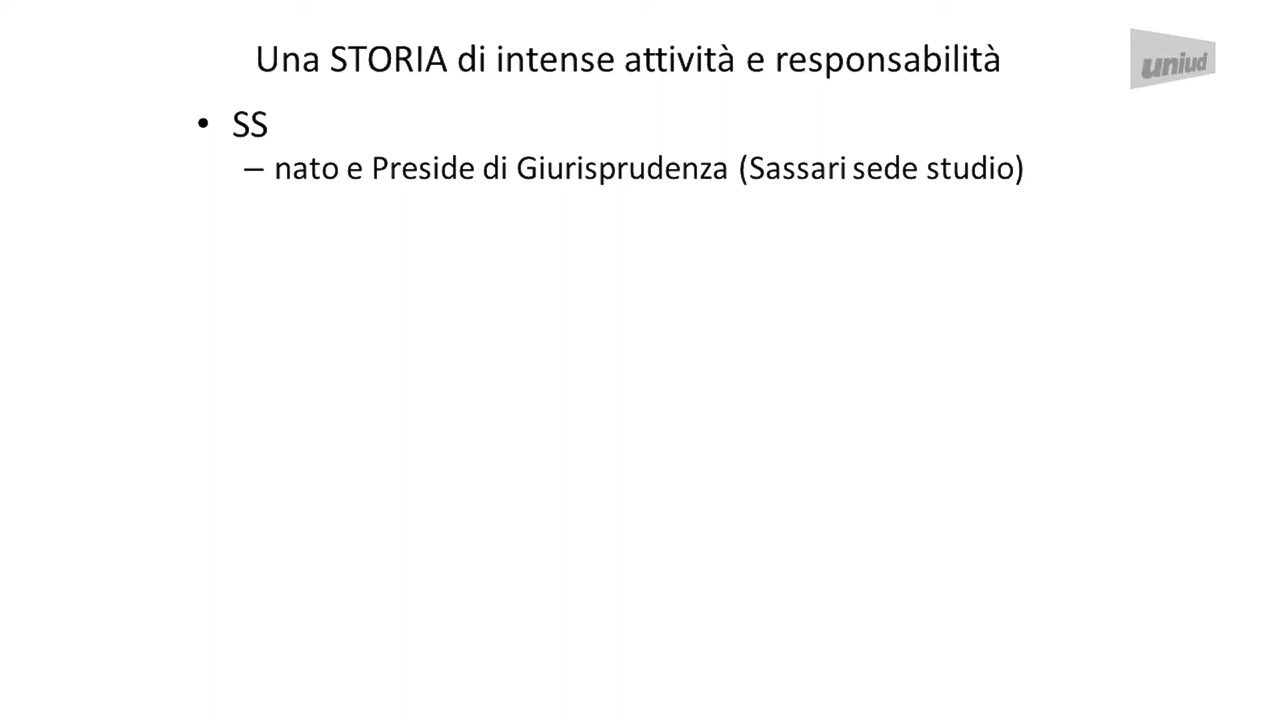 Una STORIA di intense attività e responsabilità
uniud
• SS
– nato e Preside di Giurisprudenza (Sassari sede studio)